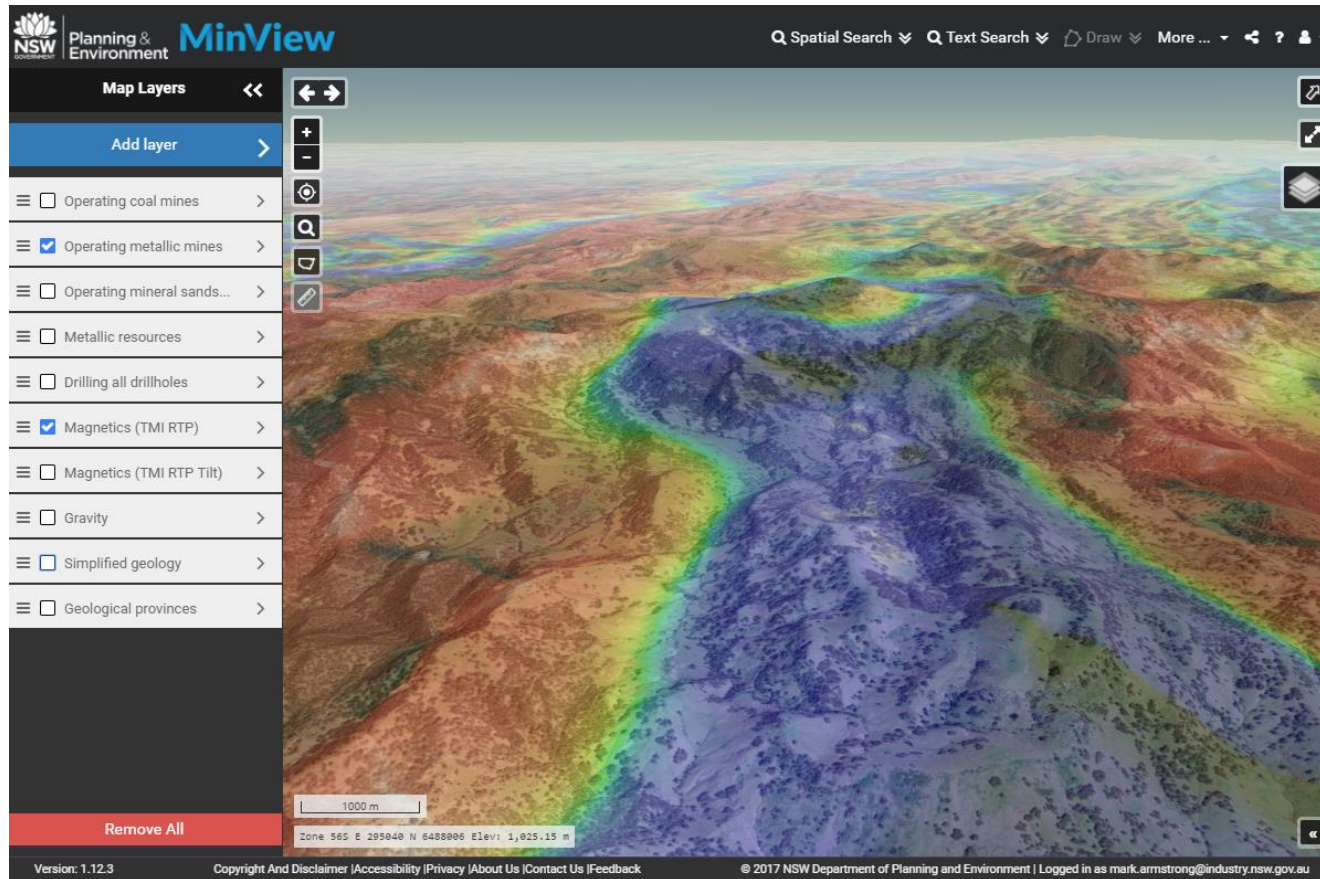 NSW
GOVERNMENT
Planning &
Environment
MinView
Spatial Search
Text Search
Draw
More ...
?
Map Layers
Add layer
Operating coal mines
Operating metallic mines
Operating mineral sands...
Metallic resources
Drilling all drillholes
Magnetics (TMI RTP)
Magnetics (TMI RTP Tilt)
Gravity
Simplified geology
Geological provinces
1000 m
Zone 56S E 295040 N 6488006 Elev: 1,025.15 m
Remove All
Version: 1.12.3
Copyright And Disclaimer |Accessibility |Privacy |About Us |Contact Us |Feedback
© 2017 NSW Department of Planning and Environment | Logged in as mark.armstrong@industry.nsw.gov.au